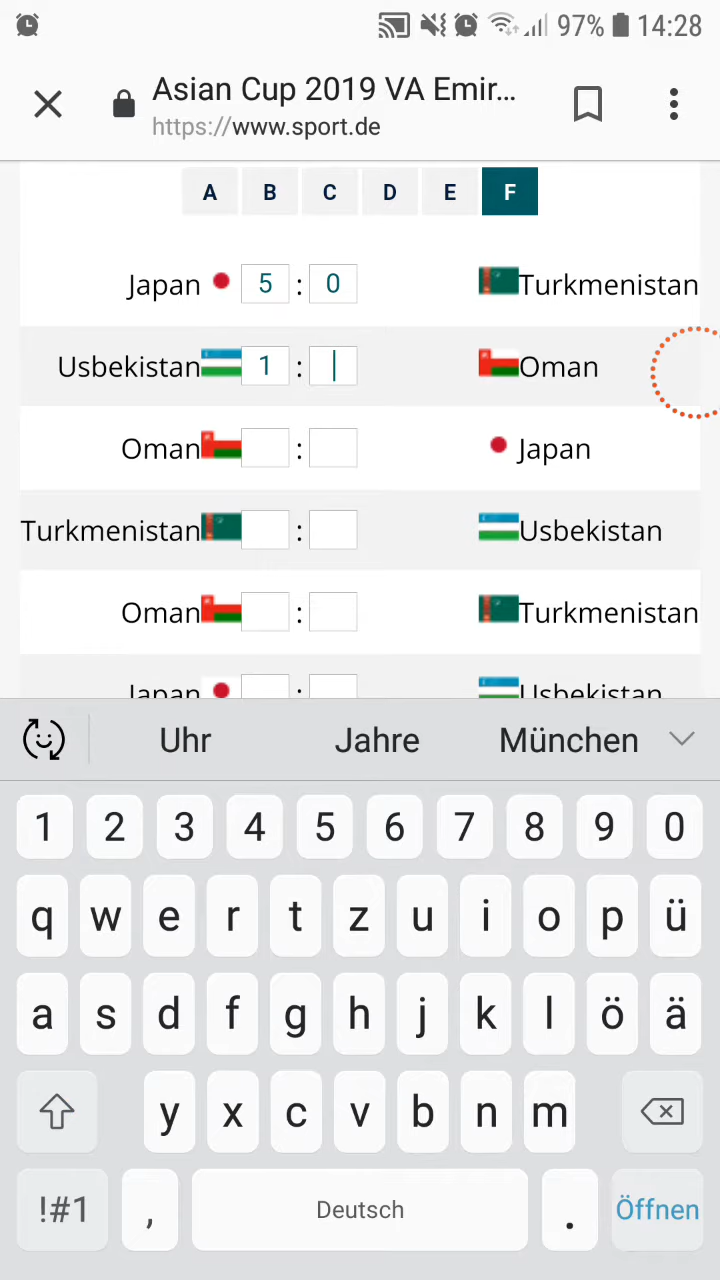 97% 14:28
Asian Cup 2019 VA Emir...
https://www.sport.de
A B C D E F
Japan 5 : 0 Turkmenistan
Usbekistan 1 : Oman
Oman : Japan
Turkmenistan : Usbekistan
Oman : Turkmenistan
Japan : Usbekistan
Uhr Jahre München
1 2 3 4 5 6 7 8 9 0
q w e r t z u i o p ü
a s d f g h j k l ö ä
y x c v b n m
!#1 , Deutsch . Öffnen